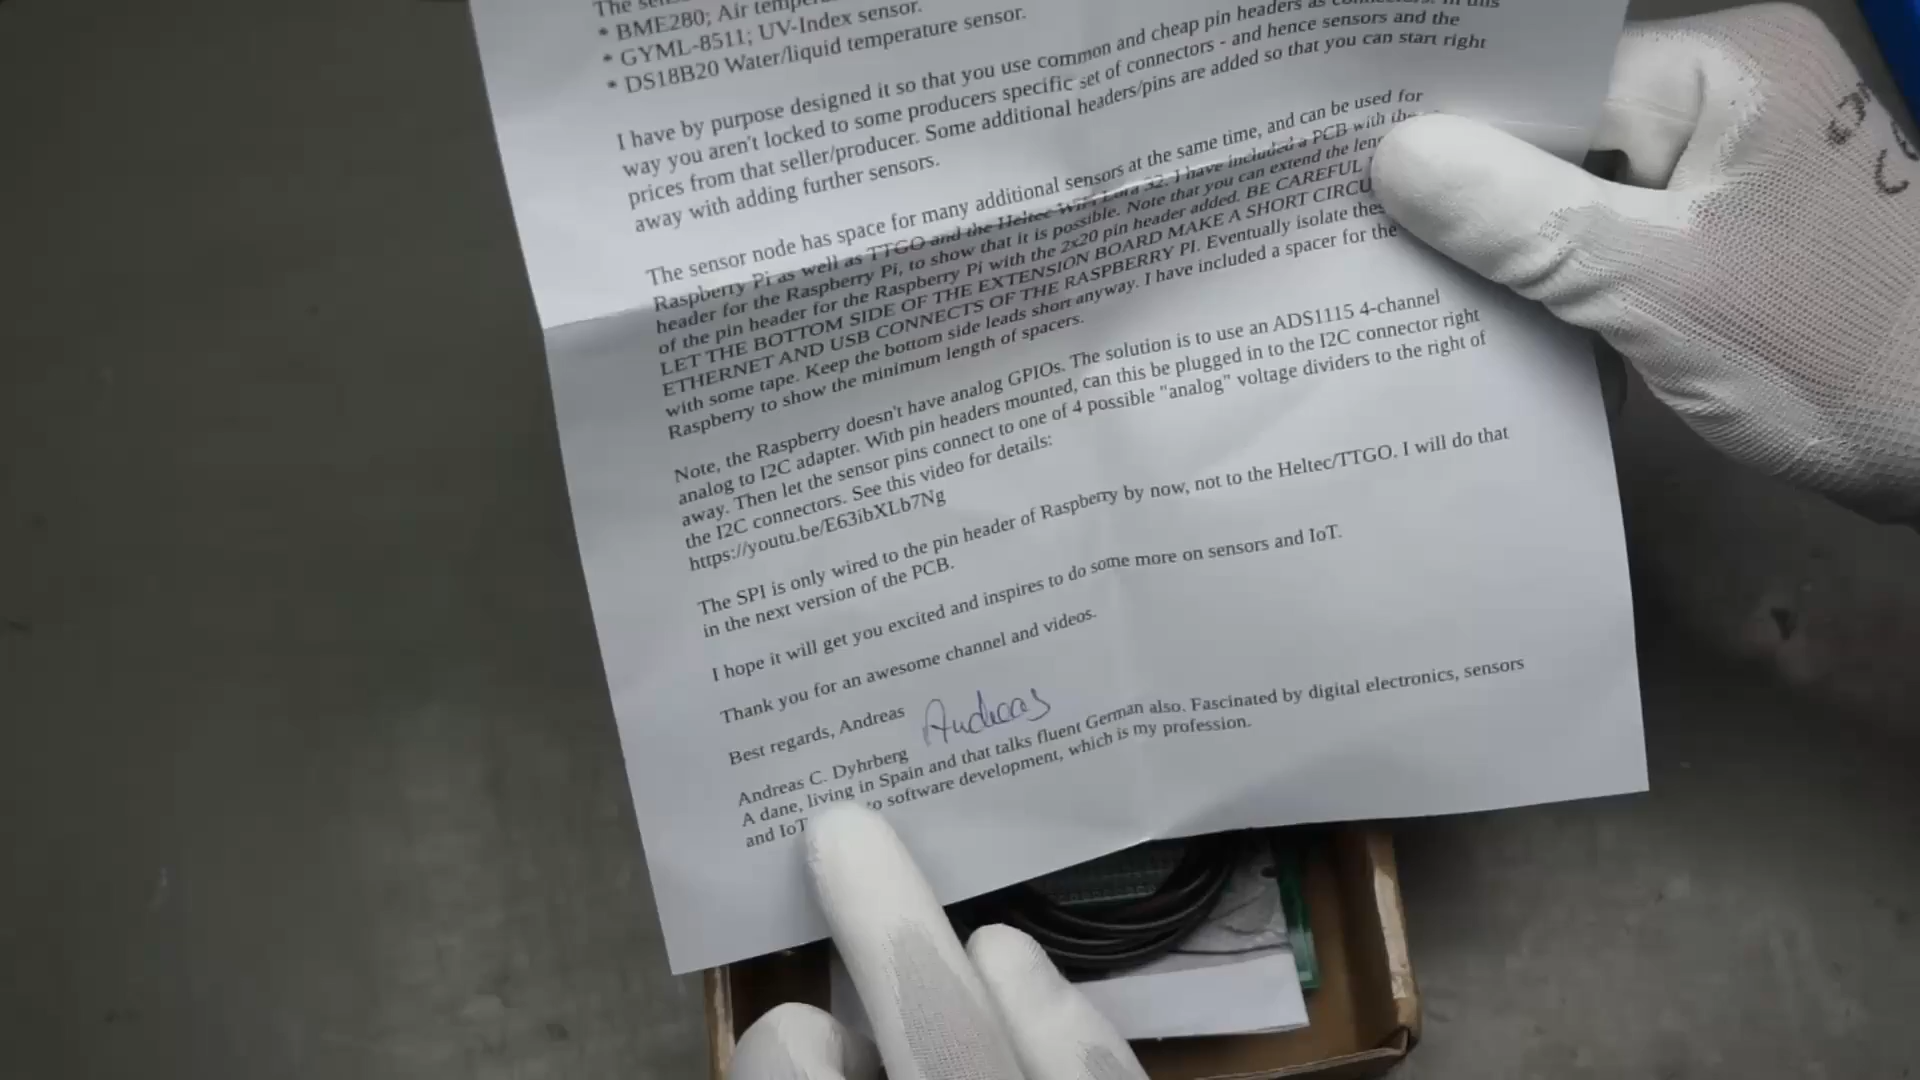 The
* BME280; Air
* GYML-8511; UV-Index sensor.
* DS18B20 Water/liquid temperature sensor.
I have by purpose designed it so that you use common and cheap pin headers as
way you aren't locked to some producers specific set of connectors - and hence sensors and the
prices from that seller/producer. Some additional headers/pins are added so that you can start right
away with adding further sensors.
The sensor node has space for many additional sensors at the same time, and can be used for
Raspberry Pi as well as TTGO and the Heltec WiFi Lora 32. I have included a PCB with the
header for the Raspberry Pi, to show that it is possible. Note that you can extend the
of the pin header for the Raspberry Pi with the 2x20 pin header added. BE CAREFUL
LET THE BOTTOM SIDE OF THE EXTENSION BOARD MAKE A SHORT
ETHERNET AND USB CONNECTS OF THE RASPBERRY PI. Eventually isolate
with some tape. Keep the bottom side leads short anyway. I have included a spacer for the
Raspberry to show the minimum length of spacers.
Note, the Raspberry doesn't have analog GPIOs. The solution is to use an ADS1115 4-channel
analog to I2C adapter. With pin headers mounted, can this be plugged in to the I2C connector right
away. Then let the sensor pins connect to one of 4 possible "analog" voltage dividers to the right of
the I2C connectors. See this video for details:
https://youtu.be/E63ibXLb7Ng
The SPI is only wired to the pin header of Raspberry by now, not to the Heltec/TTGO. I will do that
in the next version of the PCB.
I hope it will get you excited and inspires to do some more on sensors and IoT.
Thank you for an awesome channel and videos.
Best regards, Andreas Andreas
Andreas C. Dyhrberg
A dane, living in Spain and that talks fluent German also. Fascinated by digital electronics, sensors
and IoT to software development, which is my profession.